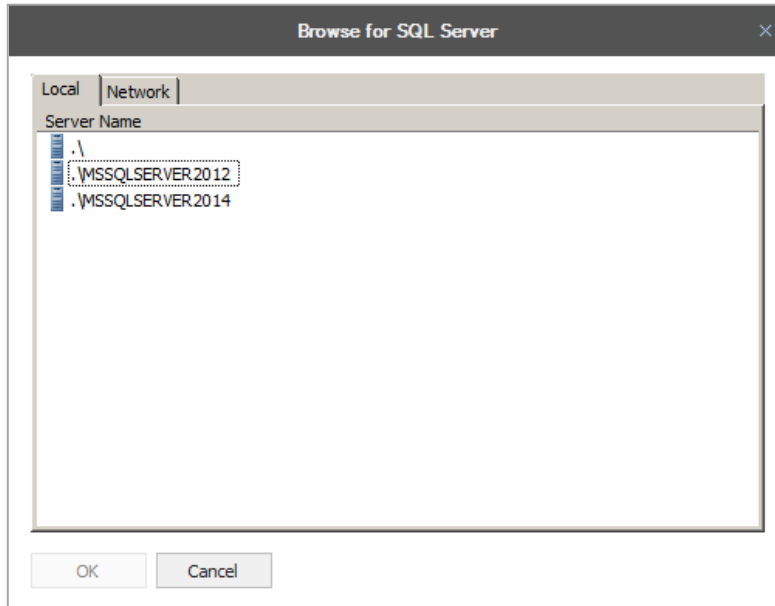 Browse for SQL Server
Local Network
Server Name
.\
.\MSSQLSERVER2012
.\MSSQLSERVER2014
OK Cancel